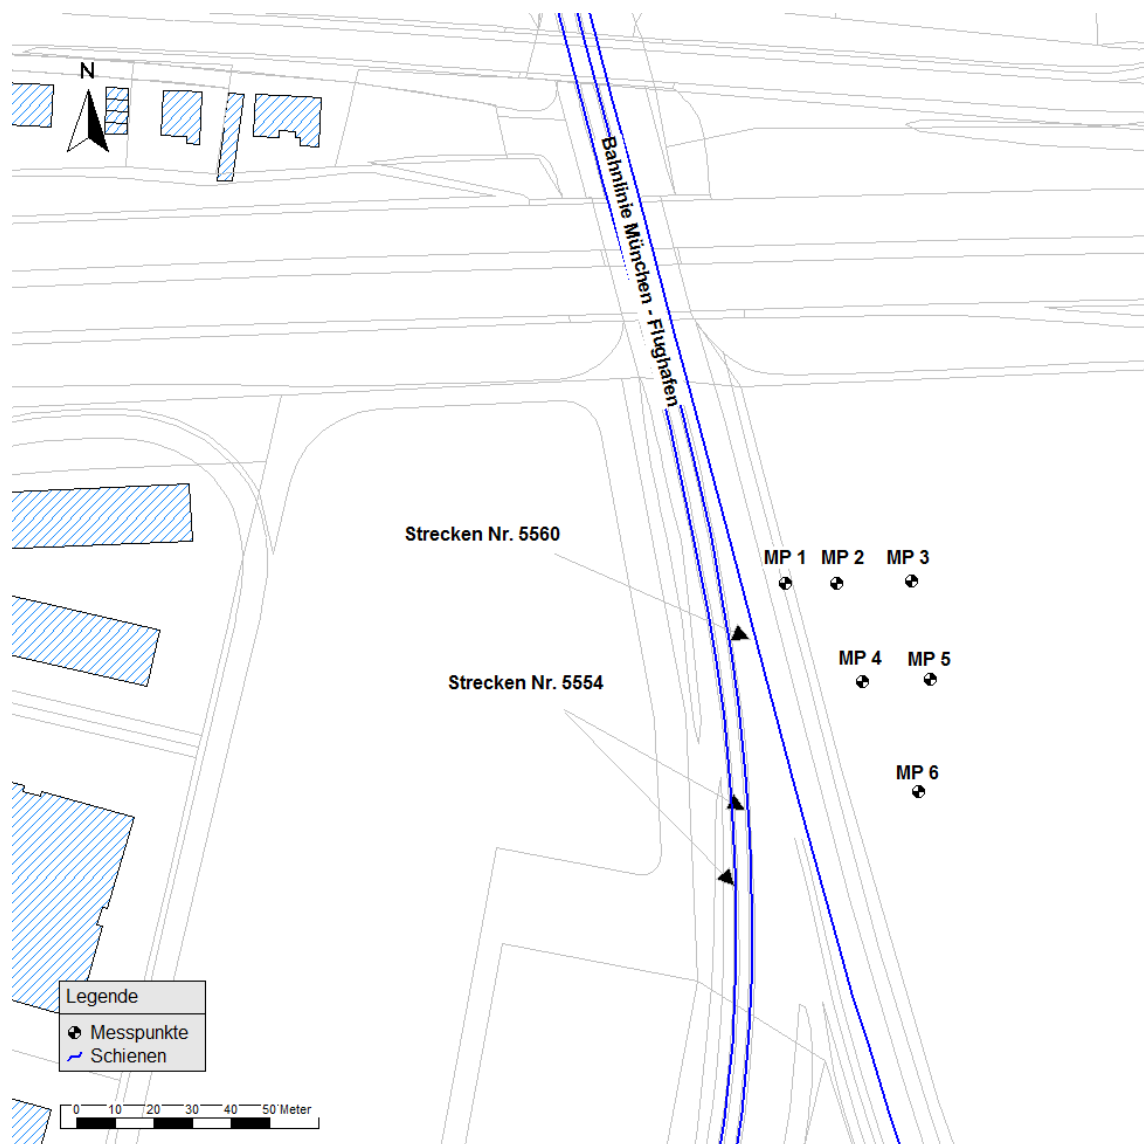 N
Bahnlinie München - Flughafen
Strecken Nr. 5560
MP 1 MP 2 MP 3
MP 4 MP 5
Strecken Nr. 5554
MP 6
Legende
Messpunkte
Schienen
0 10 20 30 40 50 Meter